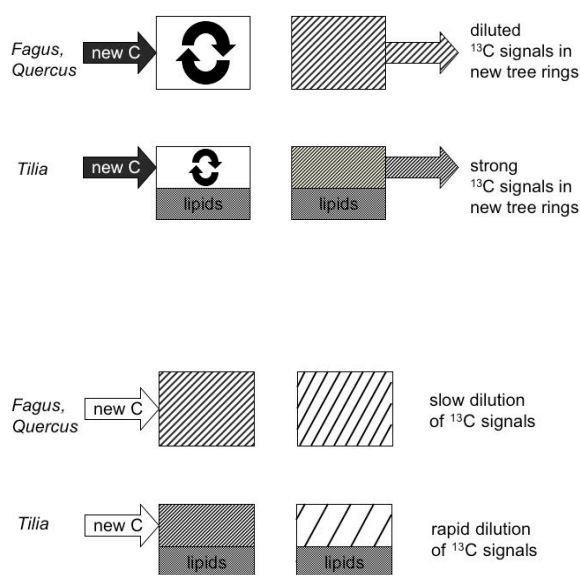 Fagus,
Quercus
new C
diluted
¹³C signals in
new tree rings
Tilia
new C
lipids
lipids
strong
¹³C signals in
new tree rings
Fagus,
Quercus
new C
slow dilution
of ¹³C signals
Tilia
new C
lipids
lipids
rapid dilution
of ¹³C signals